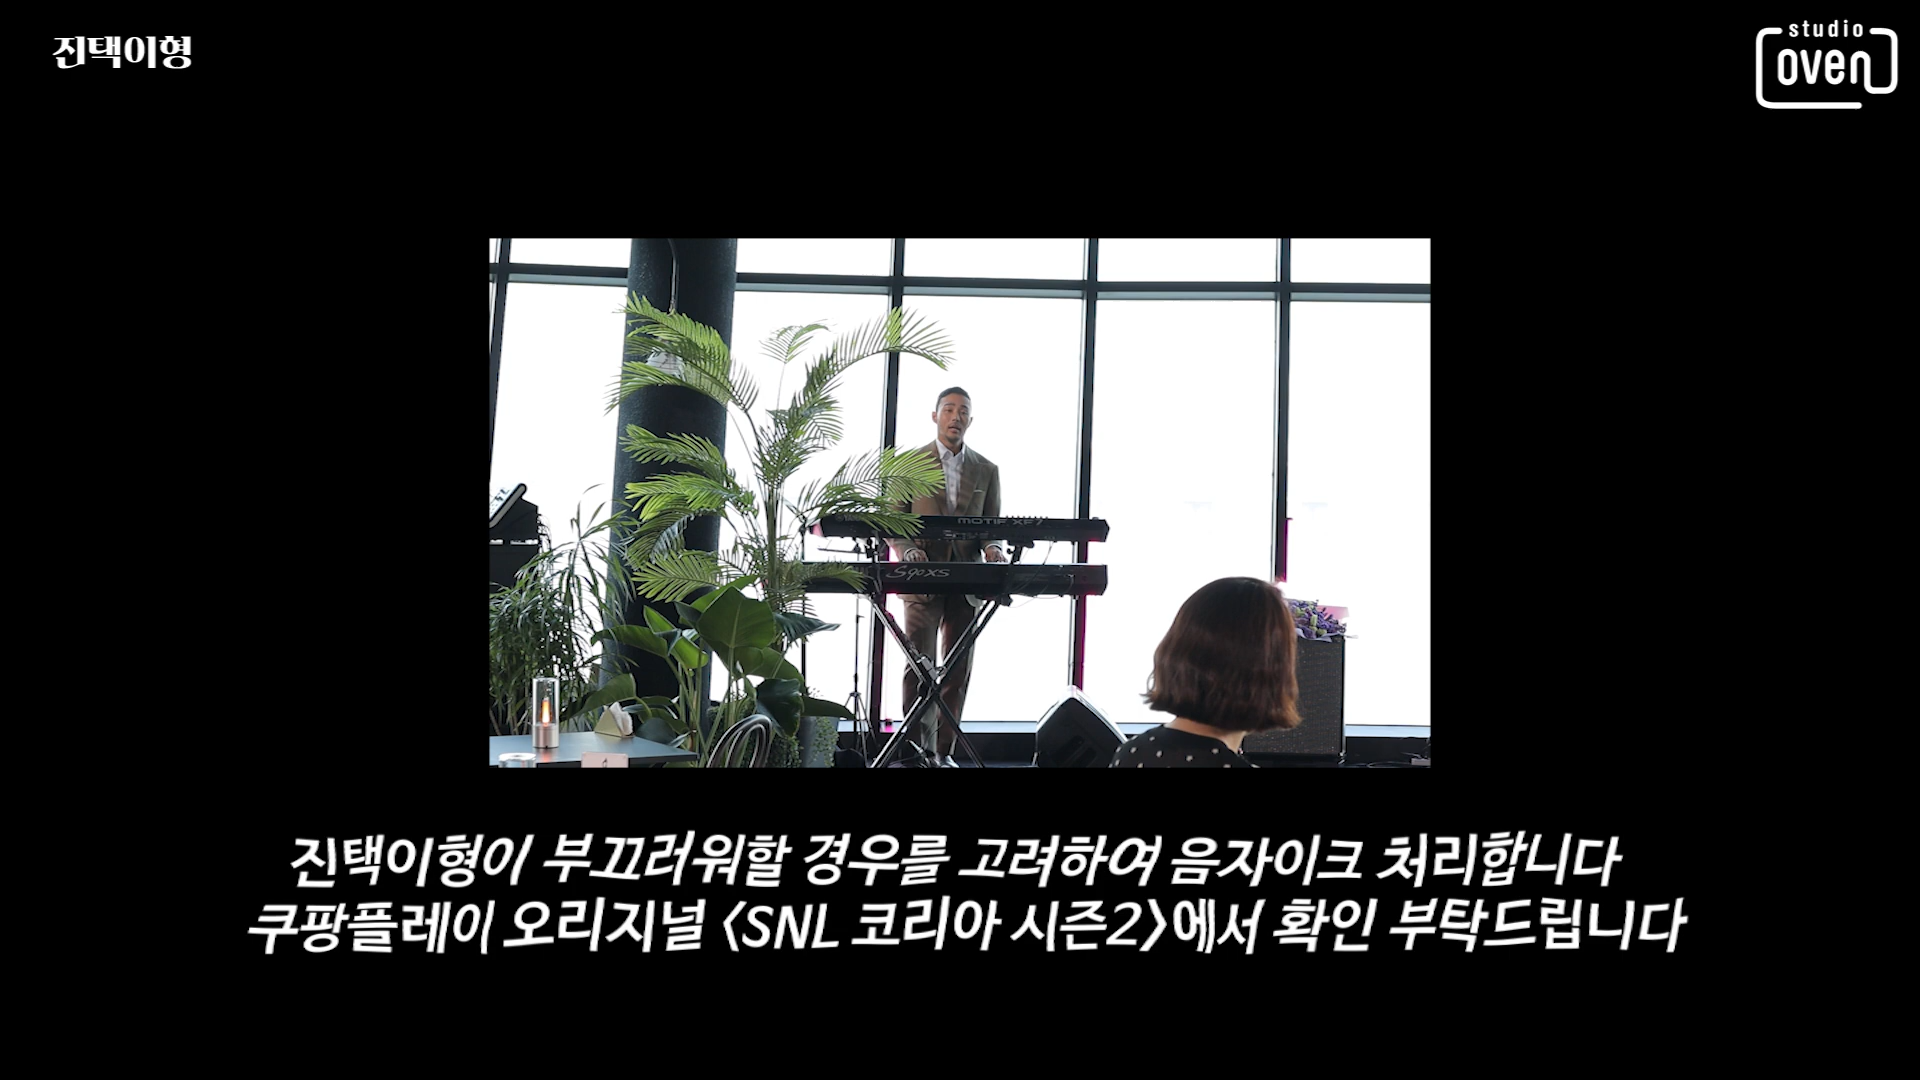 진택이형
studio
oven
MOTIF XF7
S90XS
진택이형이 부끄러워할 경우를 고려하여 음자이크 처리합니다
쿠팡플레이 오리지널 〈SNL 코리아 시즌2〉에서 확인 부탁드립니다